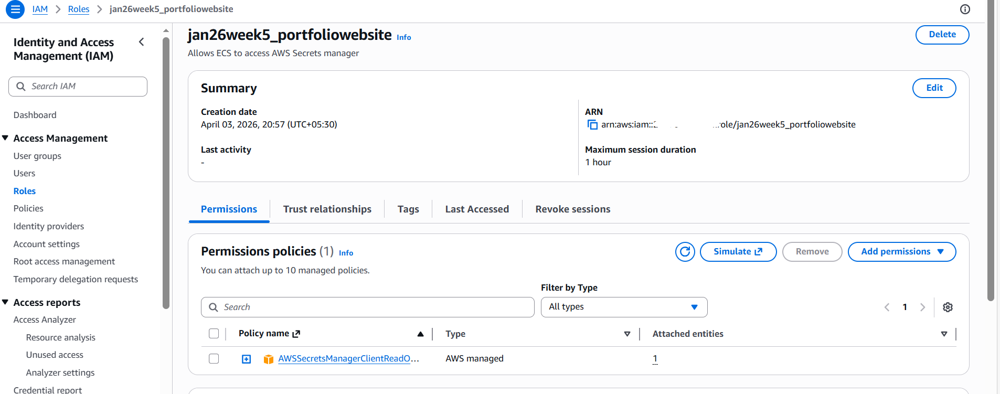 IAM > Roles > jan26week5_portfoliowebsite
Identity and Access
Management (IAM)
Search IAM
Dashboard
Access Management
User groups
Users
Roles
Policies
Identity providers
Account settings
Root access management
Temporary delegation requests
Access reports
Access Analyzer
Resource analysis
Unused access
Analyzer settings
Credential report
jan26week5_portfoliowebsite Info
Delete
Allows ECS to access AWS Secrets manager
Summary
Edit
Creation date
April 03, 2026, 20:57 (UTC+05:30)
Last activity
-
ARN
arn:aws:iam:: role/jan26week5_portfoliowebsite
Maximum session duration
1 hour
Permissions
Trust relationships
Tags
Last Accessed
Revoke sessions
Permissions policies (1) Info
Simulate
Remove
Add permissions
You can attach up to 10 managed policies.
Filter by Type
Search
All types
1
Policy name
Type
Attached entities
AWSSecretsManagerClientReadO...
AWS managed
1